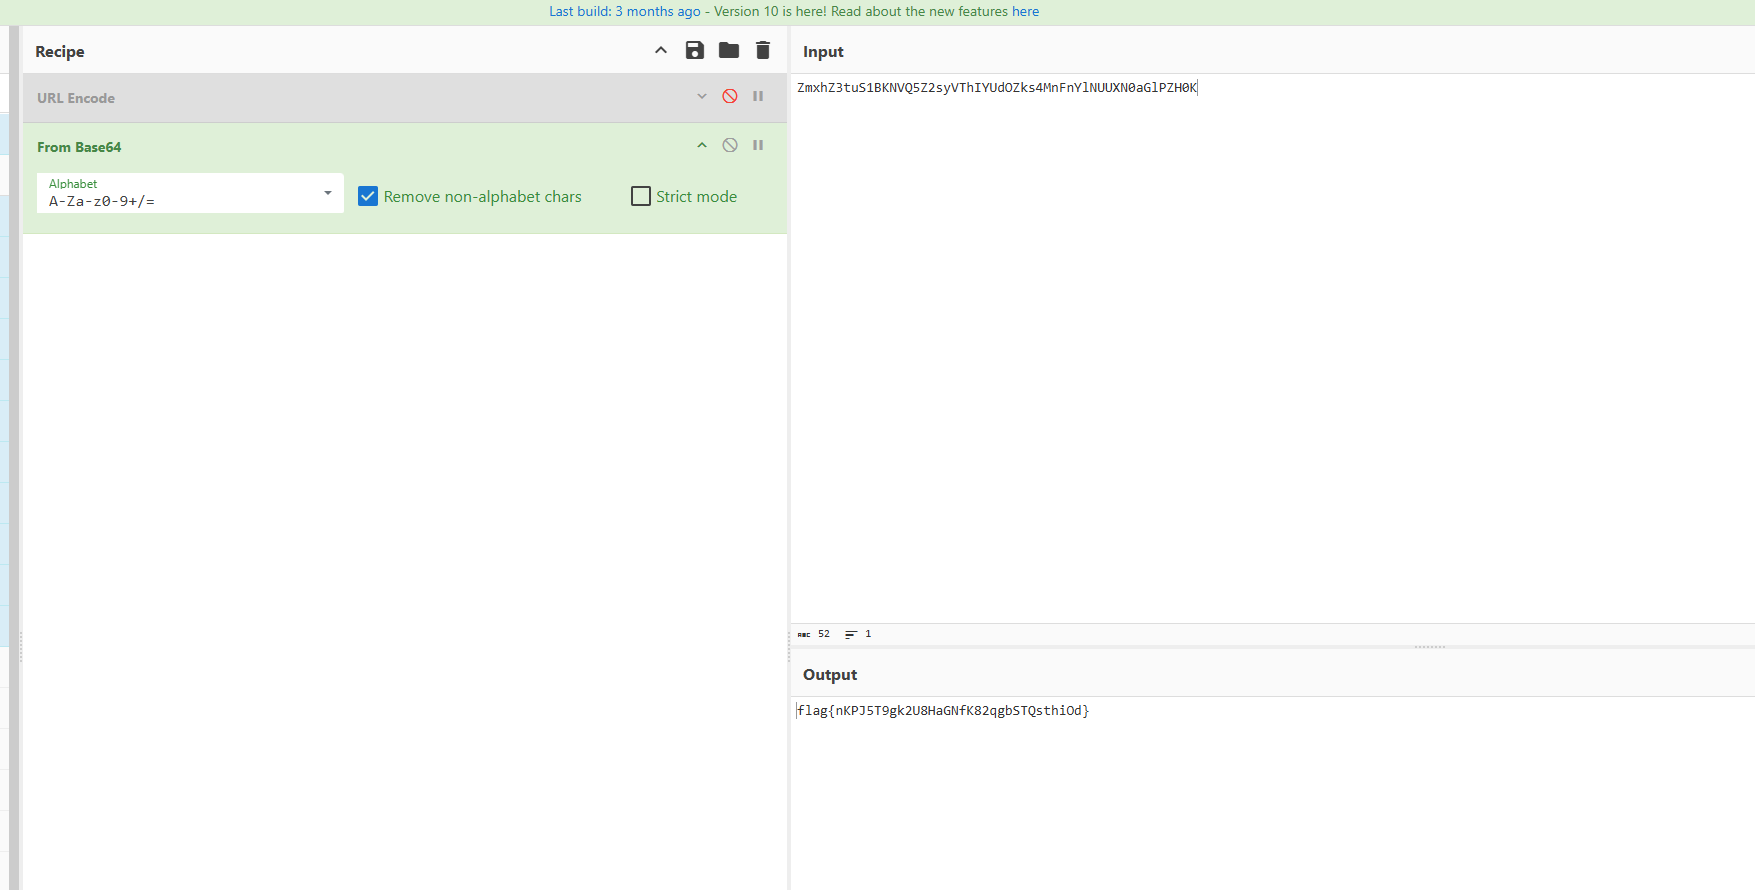 Last build: 3 months ago - Version 10 is here! Read about the new features here
Recipe
URL Encode
From Base64
Alphabet
A-Za-z0-9+/=
Remove non-alphabet chars
Strict mode
Input
ZmxhZ3tuS1BKNVQ5Z2syVThIYUdOZks4MnFnYlNUUXN0aGlPZH0K
ABC 52 1
Output
flag{nKPJ5T9gk2U8HaGNfK82qgbSTQsthiOd}